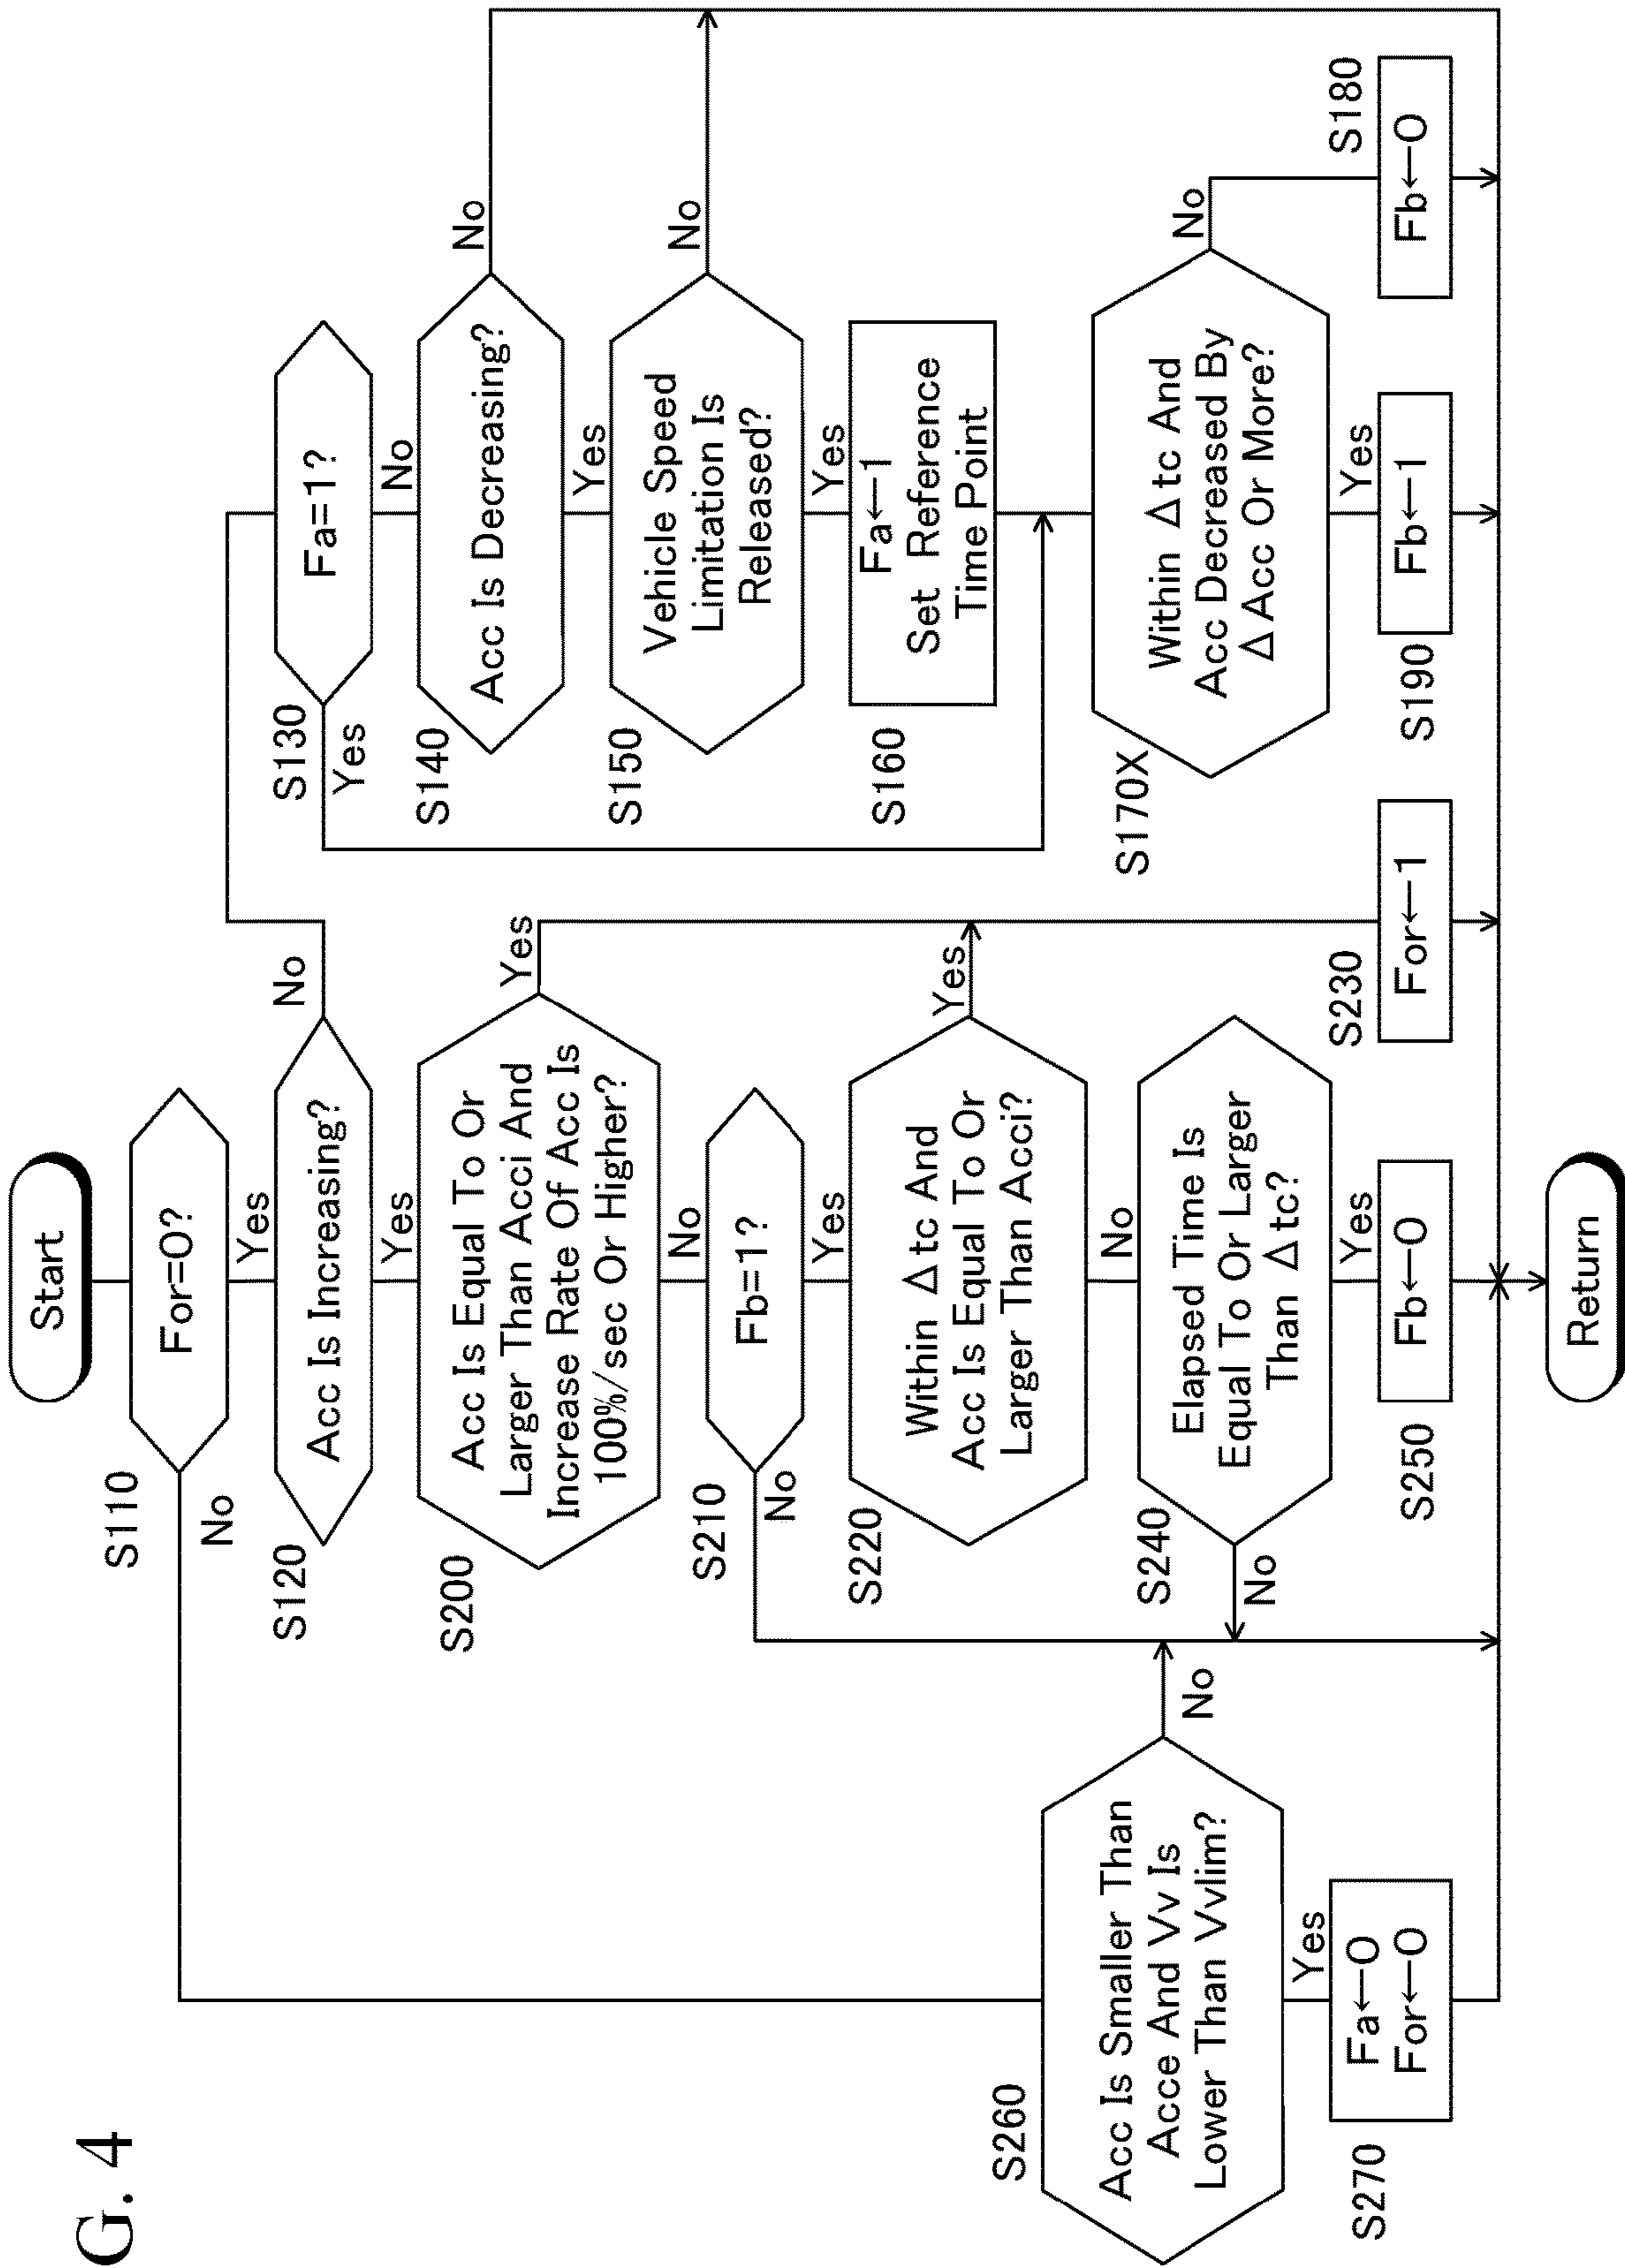 G. 4
Start
S110
For=0?
No
Yes
S120
Acc Is Increasing?
No
Yes
S130
Fa=1?
Yes
No
S140
Acc Is Decreasing?
No
Yes
S150
Vehicle Speed
Limitation Is
Released?
No
Yes
S160
Fa←1
Set Reference
Time Point
S170X
Within Δtc And
Acc Decreased By
ΔAcc Or More?
No
Yes
S180
Fb←0
S190
Fb←1
S200
Acc Is Equal To Or
Larger Than Acci And
Increase Rate Of Acc Is
100%/sec Or Higher?
Yes
No
S210
Fb=1?
No
Yes
S220
Within Δtc And
Acc Is Equal To Or
Larger Than Acci?
Yes
No
S230
For←1
S240
Elapsed Time Is
Equal To Or Larger
Than Δtc?
No
Yes
S250
Fb←0
S260
Acc Is Smaller Than
Acce And Vv Is
Lower Than Vvlim?
No
Yes
S270
Fa←0
For←0
Return